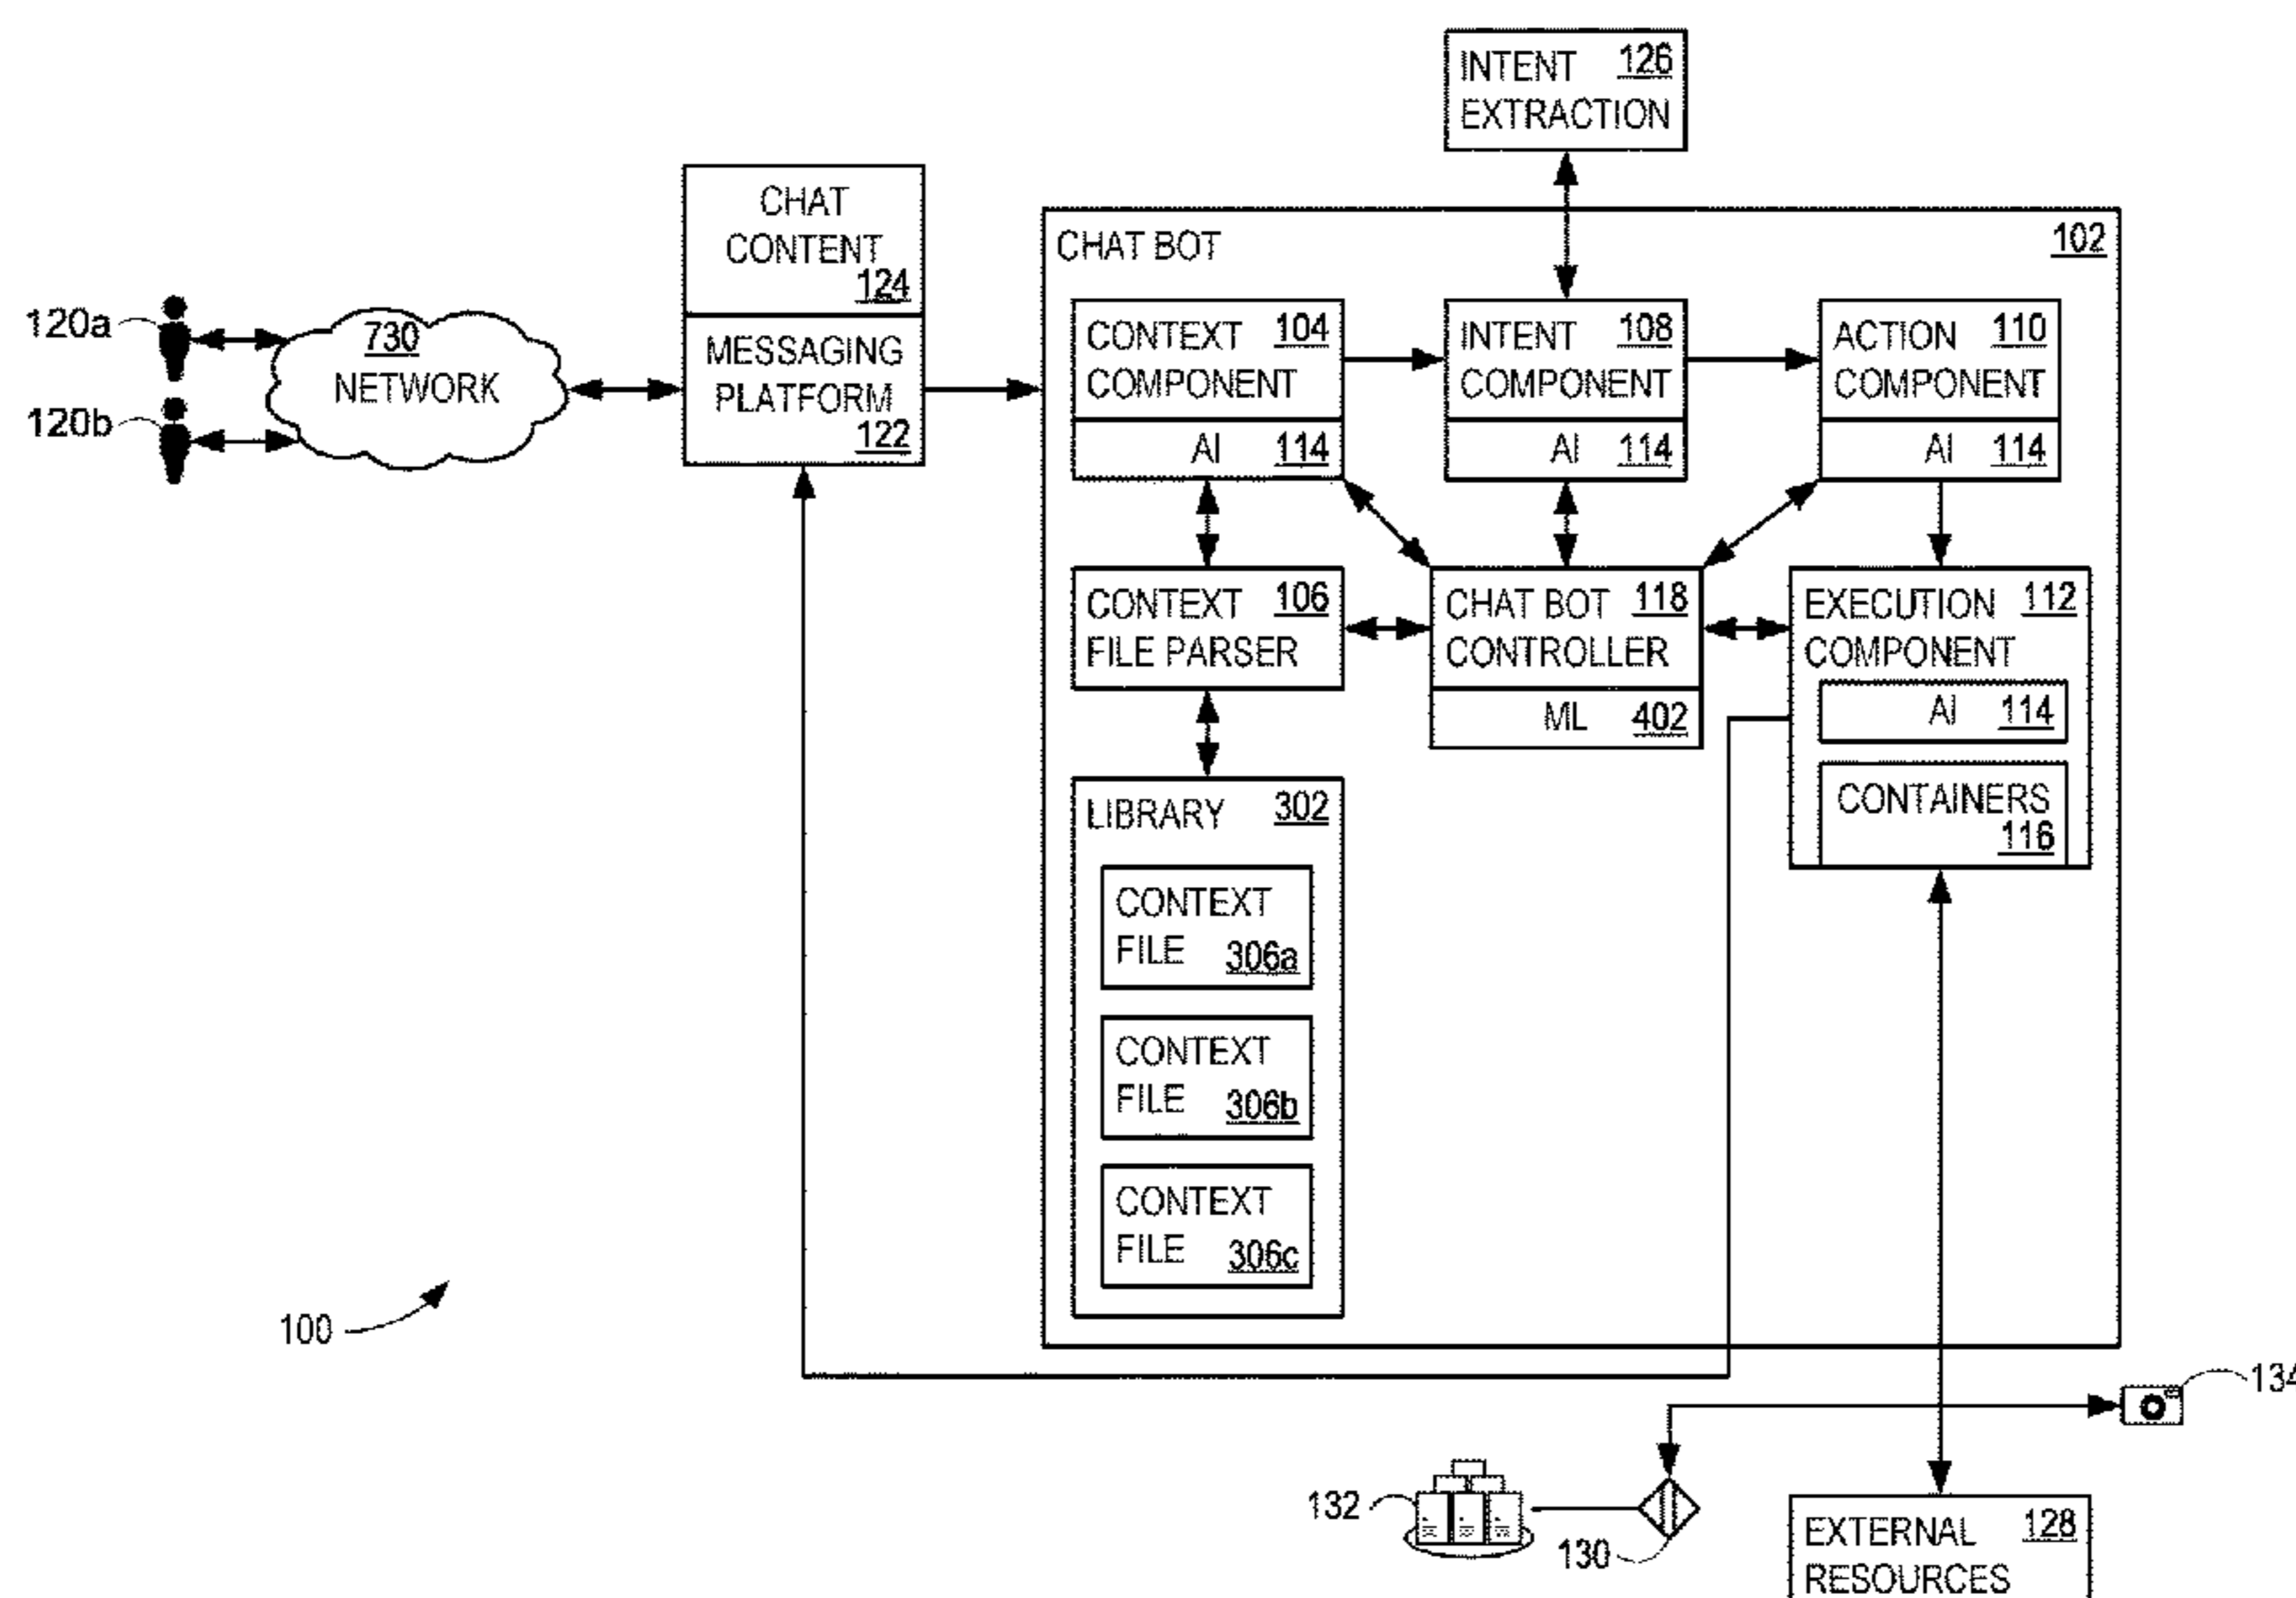 INTENT 126
EXTRACTION
CHAT
CONTENT
124
MESSAGING
PLATFORM
122
120a
120b
730
NETWORK
CHAT BOT 102
CONTEXT 104
COMPONENT
AI 114
INTENT 108
COMPONENT
AI 114
ACTION 110
COMPONENT
AI 114
CONTEXT 106
FILE PARSER
CHAT BOT 118
CONTROLLER
ML 402
EXECUTION 112
COMPONENT
AI 114
CONTAINERS
116
LIBRARY 302
CONTEXT
FILE 306a
CONTEXT
FILE 306b
CONTEXT
FILE 306c
100
134
132
130
EXTERNAL 128
RESOURCES